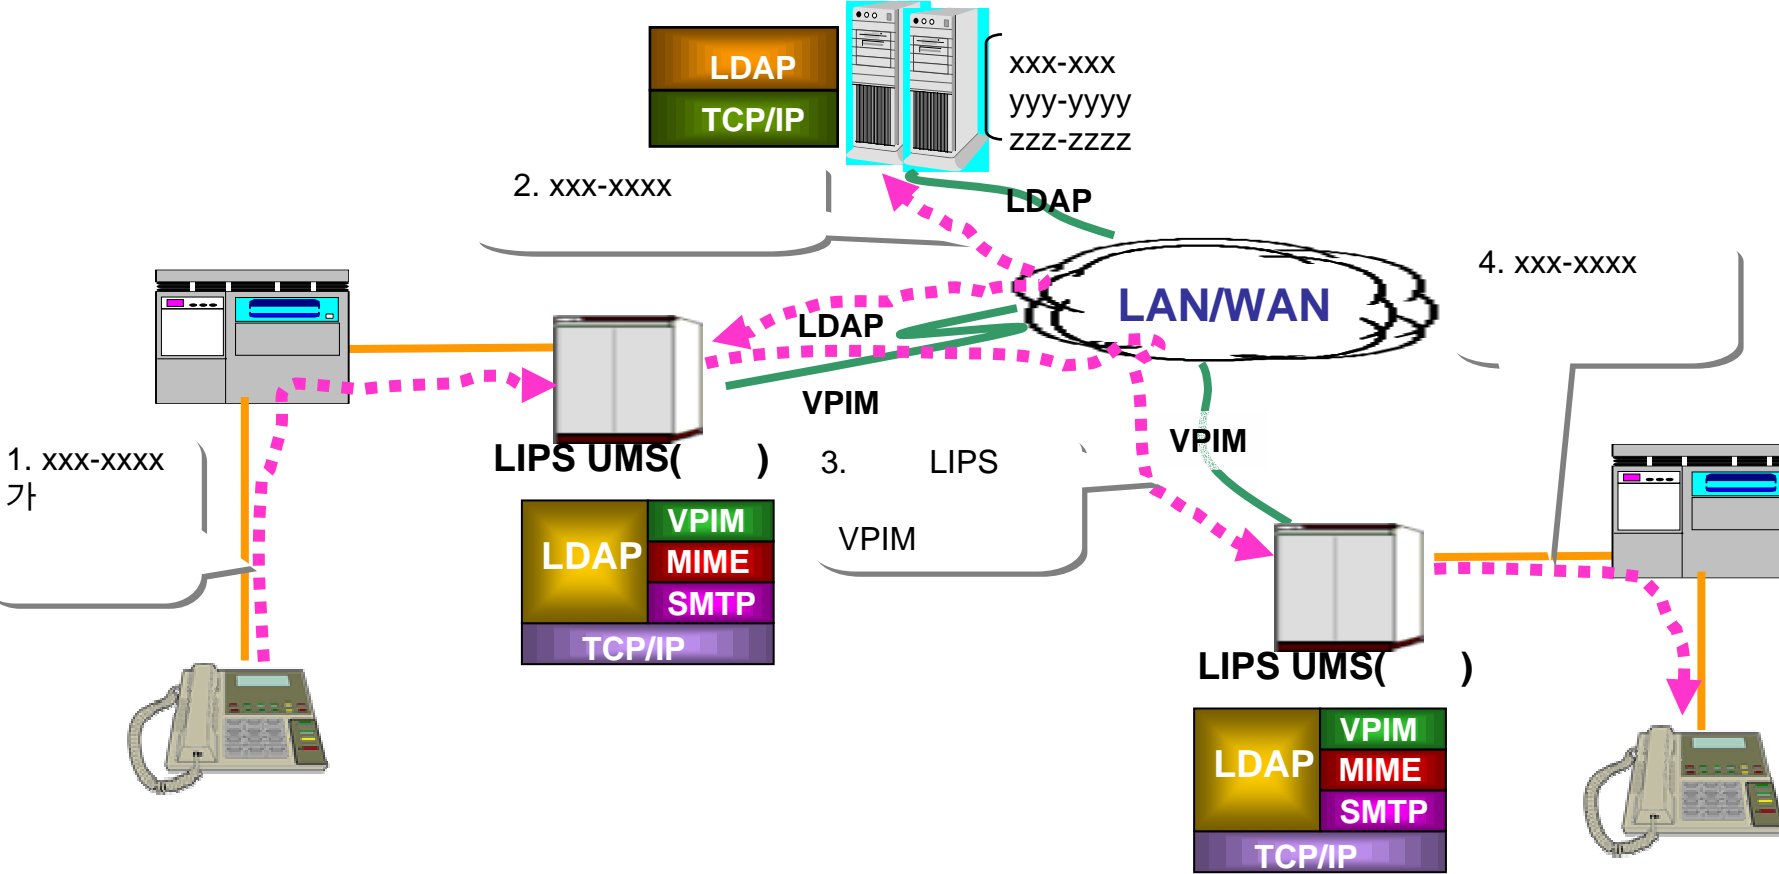 LDAP
TCP/IP
xxx-xxx
yyy-yyyy
zzz-zzzz
2. xxx-xxxx
LDAP
4. xxx-xxxx
LAN/WAN
LDAP
VPIM
VPIM
1. xxx-xxxx
가
LIPS UMS( )
3. LIPS
VPIM
LDAP
VPIM
MIME
SMTP
TCP/IP
LIPS UMS( )
LDAP
VPIM
MIME
SMTP
TCP/IP